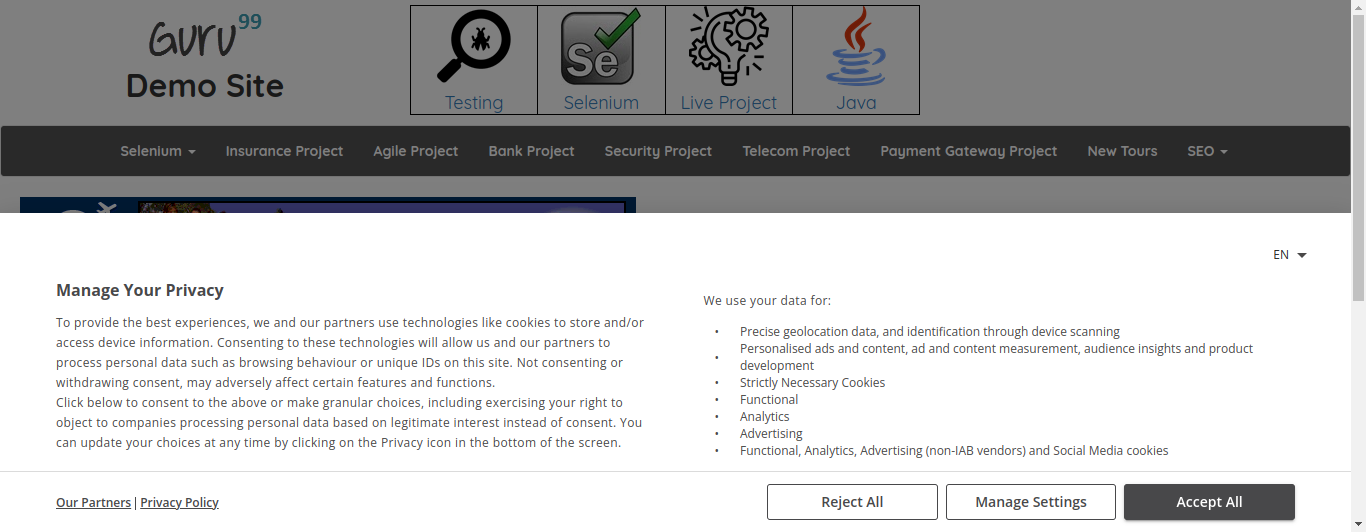 Guru99
Demo Site
Se
Testing
Selenium
Live Project
Java
Selenium
Insurance Project
Agile Project
Bank Project
Security Project
Telecom Project
Payment Gateway Project
New Tours
SEO
EN
Manage Your Privacy
To provide the best experiences, we and our partners use technologies like cookies to store and/or
access device information. Consenting to these technologies will allow us and our partners to
process personal data such as browsing behaviour or unique IDs on this site. Not consenting or
withdrawing consent, may adversely affect certain features and functions.
Click below to consent to the above or make granular choices, including exercising your right to
object to companies processing personal data based on legitimate interest instead of consent. You
can update your choices at any time by clicking on the Privacy icon in the bottom of the screen.
We use your data for:
• Precise geolocation data, and identification through device scanning
• Personalised ads and content, ad and content measurement, audience insights and product
development
• Strictly Necessary Cookies
• Functional
• Analytics
• Advertising
• Functional, Analytics, Advertising (non-IAB vendors) and Social Media cookies
Our Partners | Privacy Policy
Reject All
Manage Settings
Accept All